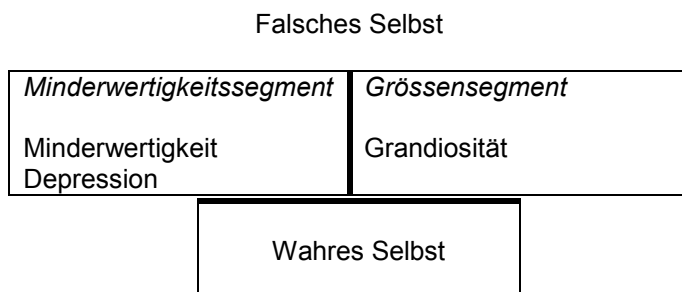 Falsches Selbst
Minderwertigkeitssegment
Grössensegment
Minderwertigkeit
Depression
Grandiosität
Wahres Selbst